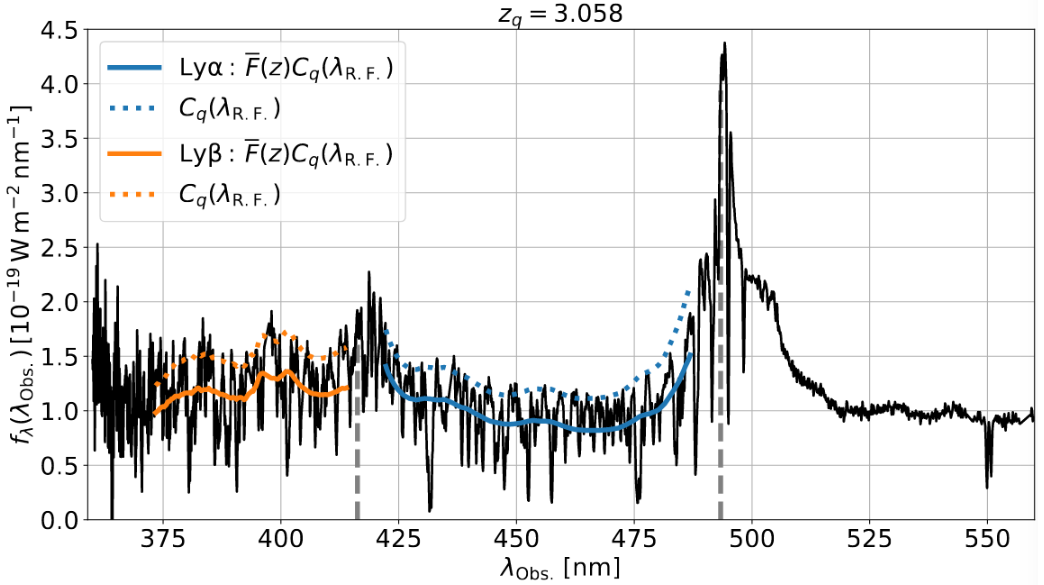 z_q = 3.058
f_λ(λ_Obs.) [10^−19 W m^−2 nm^−1]
4.5
4.0
3.5
3.0
2.5
2.0
1.5
1.0
0.5
0.0
Lyα : F̅(z)C_q(λ_R.F.)
C_q(λ_R.F.)
Lyβ : F̅(z)C_q(λ_R.F.)
C_q(λ_R.F.)
375 400 425 450 475 500 525 550
λ_Obs. [nm]